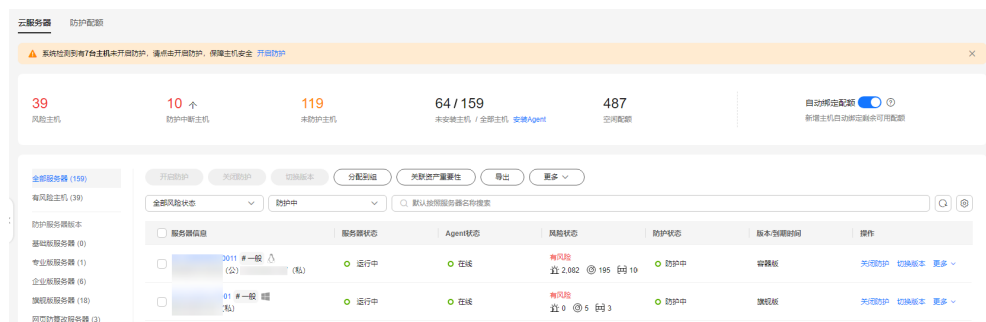 云服务器 防护配额
系统检测到有7台主机未开启防护，请点击开启防护，保障主机安全 开启防护
39 10 个 119 64 / 159 487 自动绑定配额
风险主机 防护中断主机 未防护主机 未安装主机 / 全部主机 安装Agent 空闲配额 新增主机自动绑定剩余可用配额
全部服务器 (159) 开启防护 关闭防护 切换版本 分配到组 关联资产重要性 导出 更多
有风险主机 (39) 全部风险状态 防护中 默认按照服务器名称搜索
防护服务器版本 服务器信息 服务器状态 Agent状态 风险状态 防护状态 版本/到期时间 操作
基础版服务器 (0)
专业版服务器 (1) 0011 # 一般 (公) (私) 运行中 在线 有风险 2,082 195 10 防护中 容器版 关闭防护 切换版本 更多
企业版服务器 (6)
旗舰版服务器 (18) 01 # 一般 (私) 运行中 在线 有风险 0 5 3 防护中 旗舰版 关闭防护 切换版本 更多
网页防篡改服务器 (3)